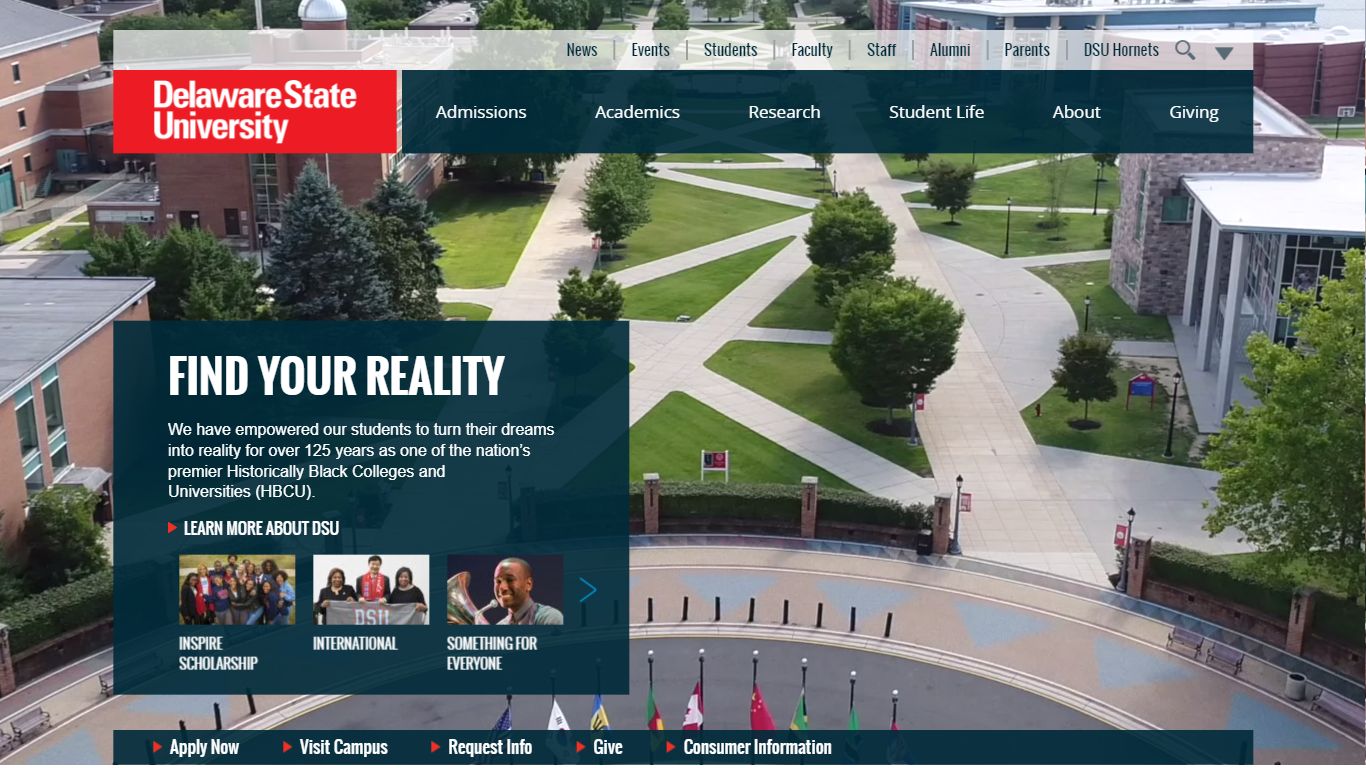 News Events Students Faculty Staff Alumni Parents DSU Hornets
Delaware State
University
Admissions Academics Research Student Life About Giving
FIND YOUR REALITY
We have empowered our students to turn their dreams
into reality for over 125 years as one of the nation’s
premier Historically Black Colleges and
Universities (HBCU).
LEARN MORE ABOUT DSU
DSU
INSPIRE
SCHOLARSHIP
INTERNATIONAL
SOMETHING FOR
EVERYONE
Apply Now Visit Campus Request Info Give Consumer Information